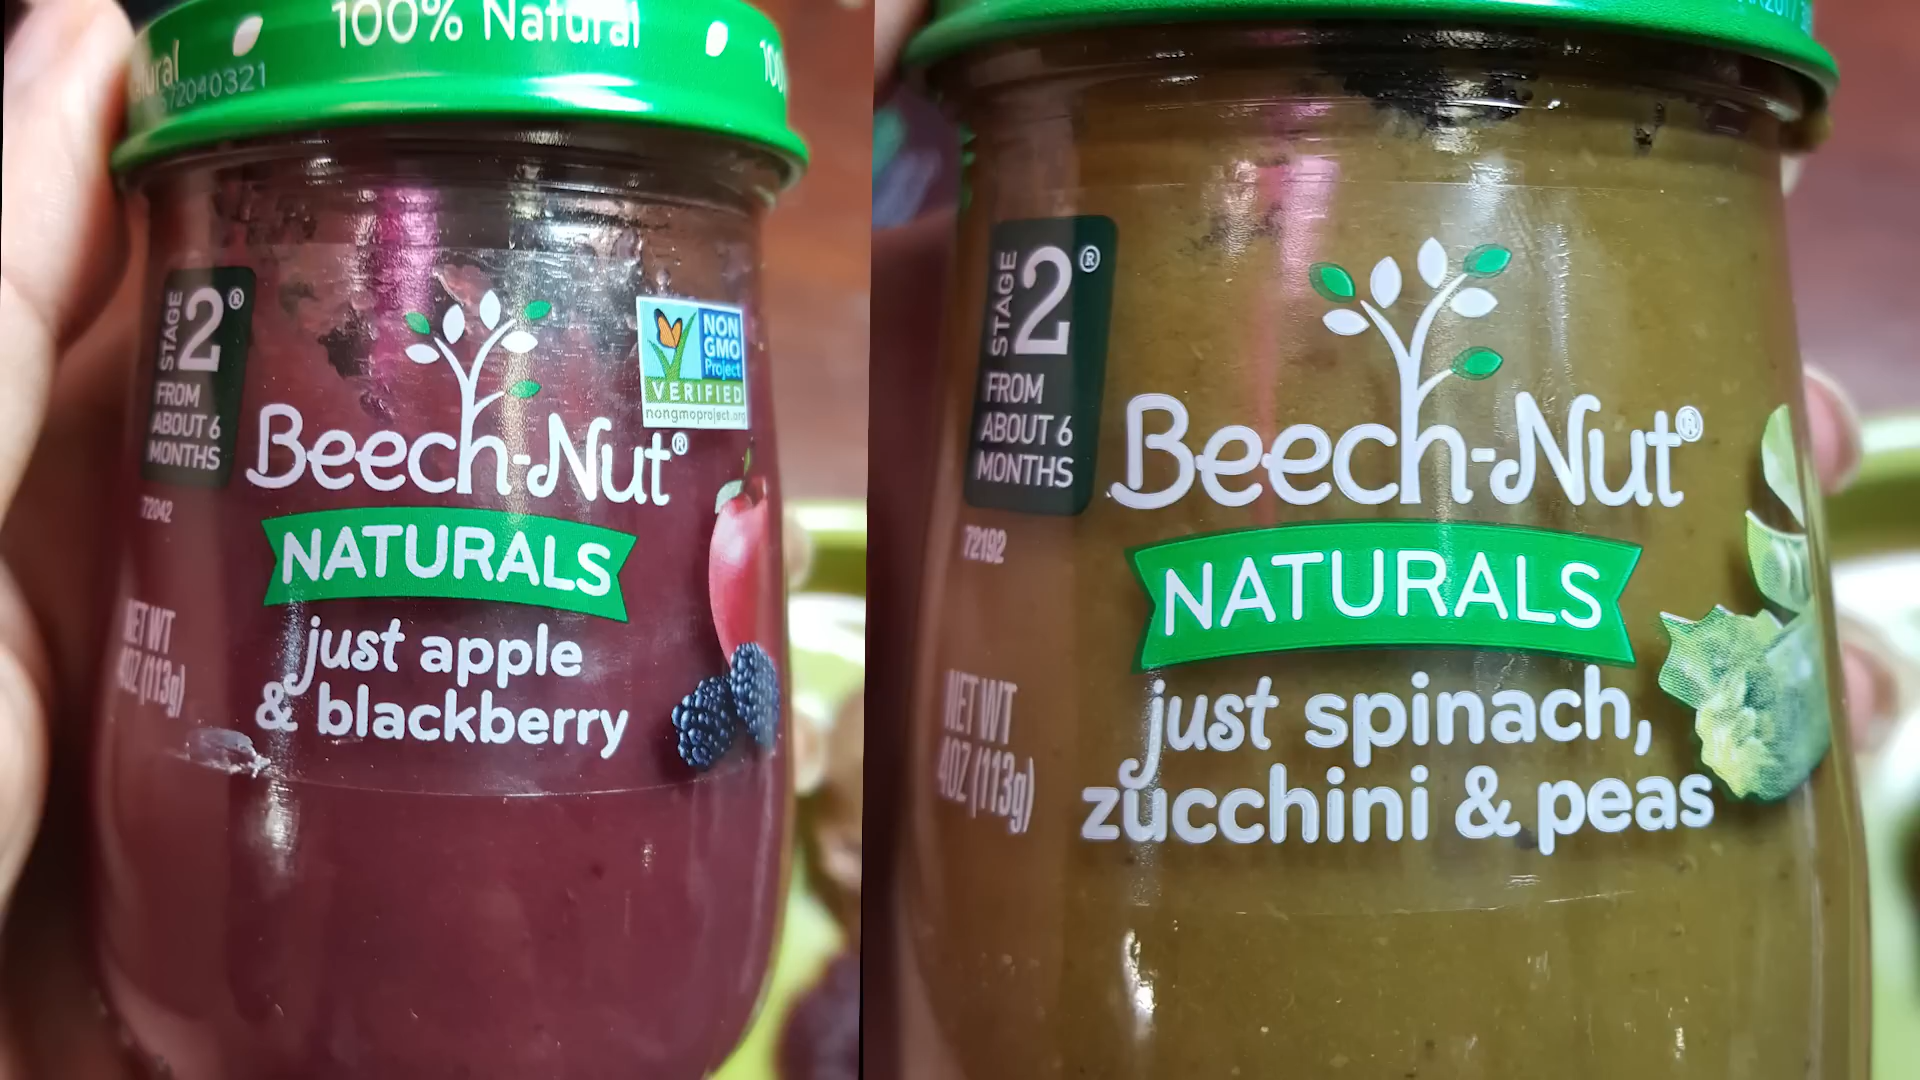 100% Natural
100
ural
72040321
STAGE 2®
FROM
ABOUT 6
MONTHS
72042
NON
GMO
Project
VERIFIED
nongmoproject.org
Beech-Nut®
NATURALS
just apple
& blackberry
NET WT
4OZ (113g)
STAGE 2®
FROM
ABOUT 6
MONTHS
72192
Beech-Nut®
NATURALS
just spinach,
zucchini & peas
NET WT
4OZ (113g)